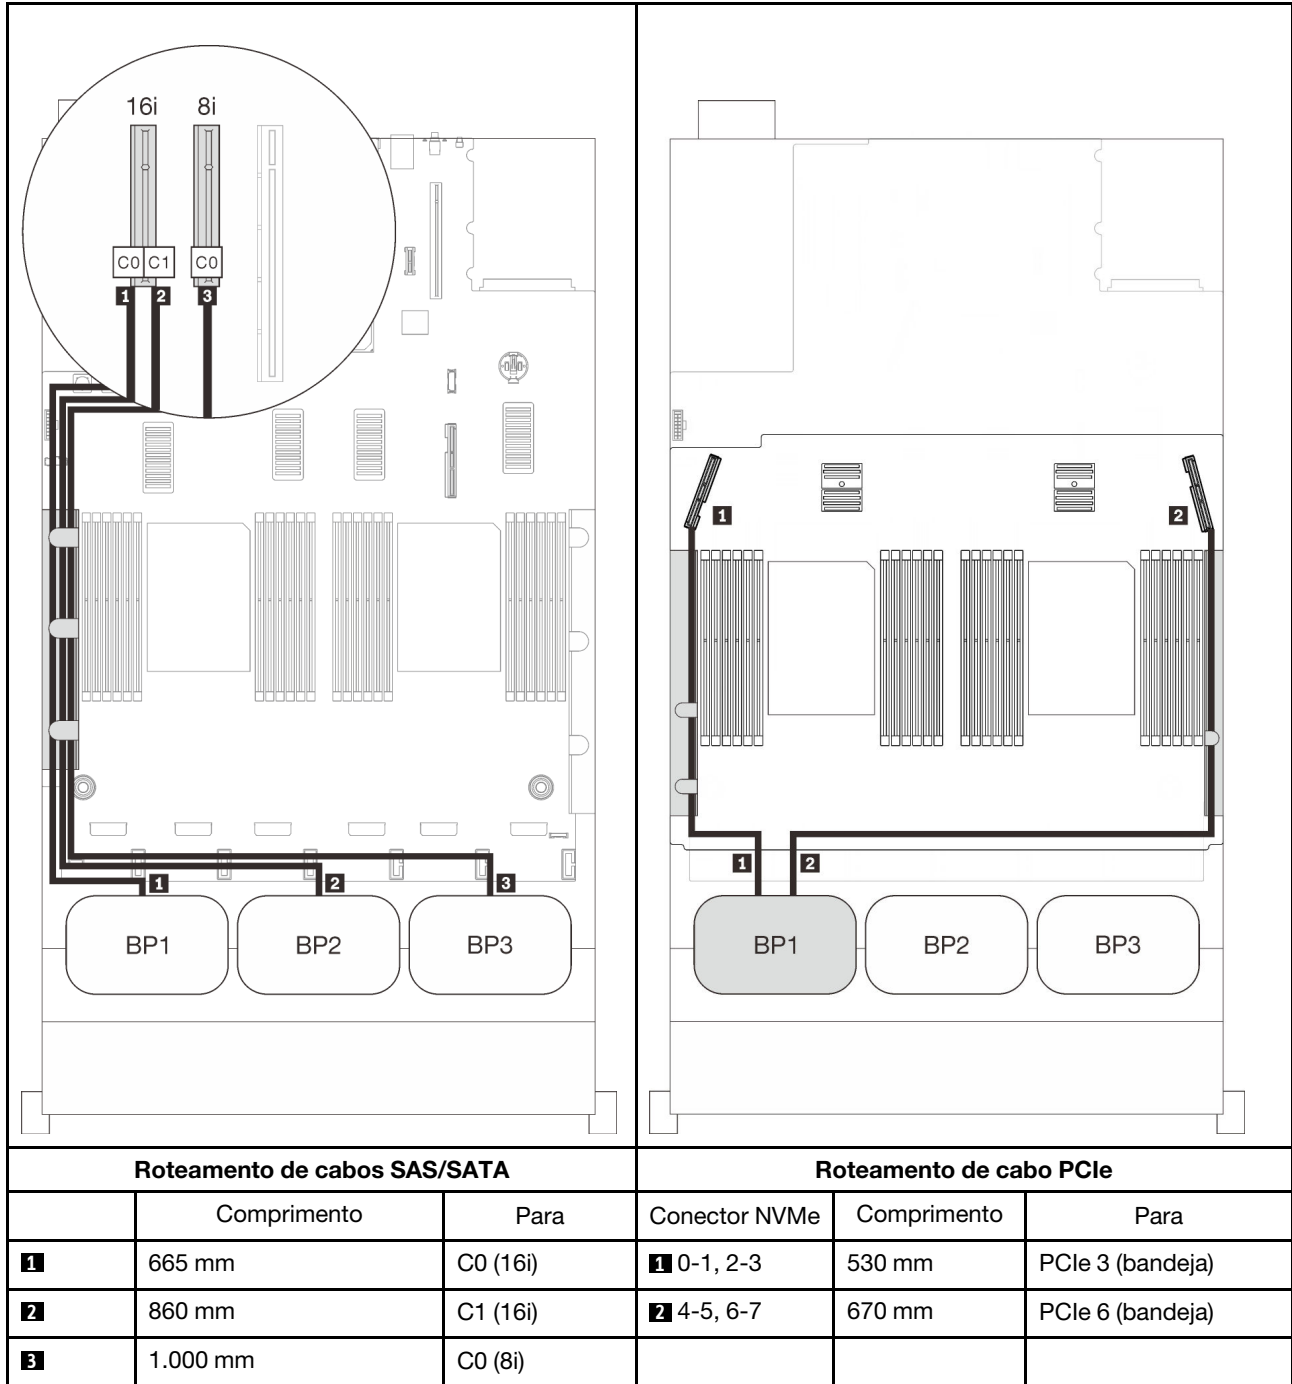 16i 8i
C0 C1 C0
1 2 3
1 2
1 2
1 2 3
BP1 BP2 BP3
BP1 BP2 BP3
Roteamento de cabos SAS/SATA
Roteamento de cabo PCIe
Comprimento Para Conector NVMe Comprimento Para
1 665 mm C0 (16i) 1 0-1, 2-3 530 mm PCIe 3 (bandeja)
2 860 mm C1 (16i) 2 4-5, 6-7 670 mm PCIe 6 (bandeja)
3 1.000 mm C0 (8i)